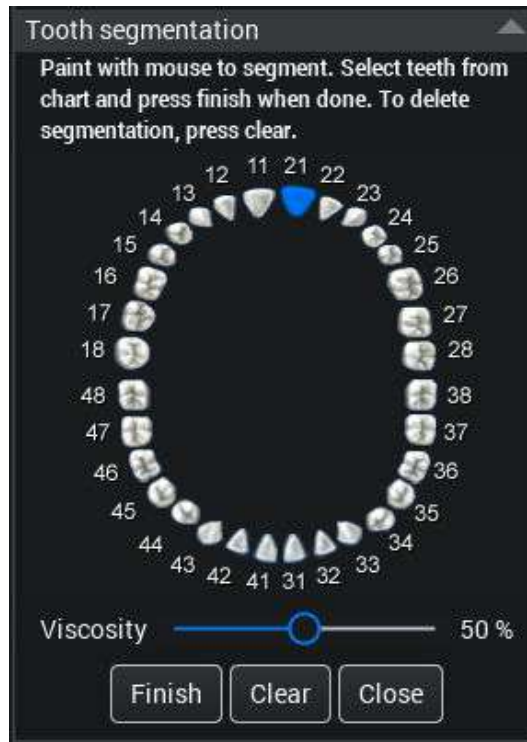 Tooth segmentation
Paint with mouse to segment. Select teeth from
chart and press finish when done. To delete
segmentation, press clear.
11 21
12 22
13 23
14 24
15 25
16 26
17 27
18 28
48 38
47 37
46 36
45 35
44 34
43 33
42 41 31 32
Viscosity 50 %
Finish Clear Close